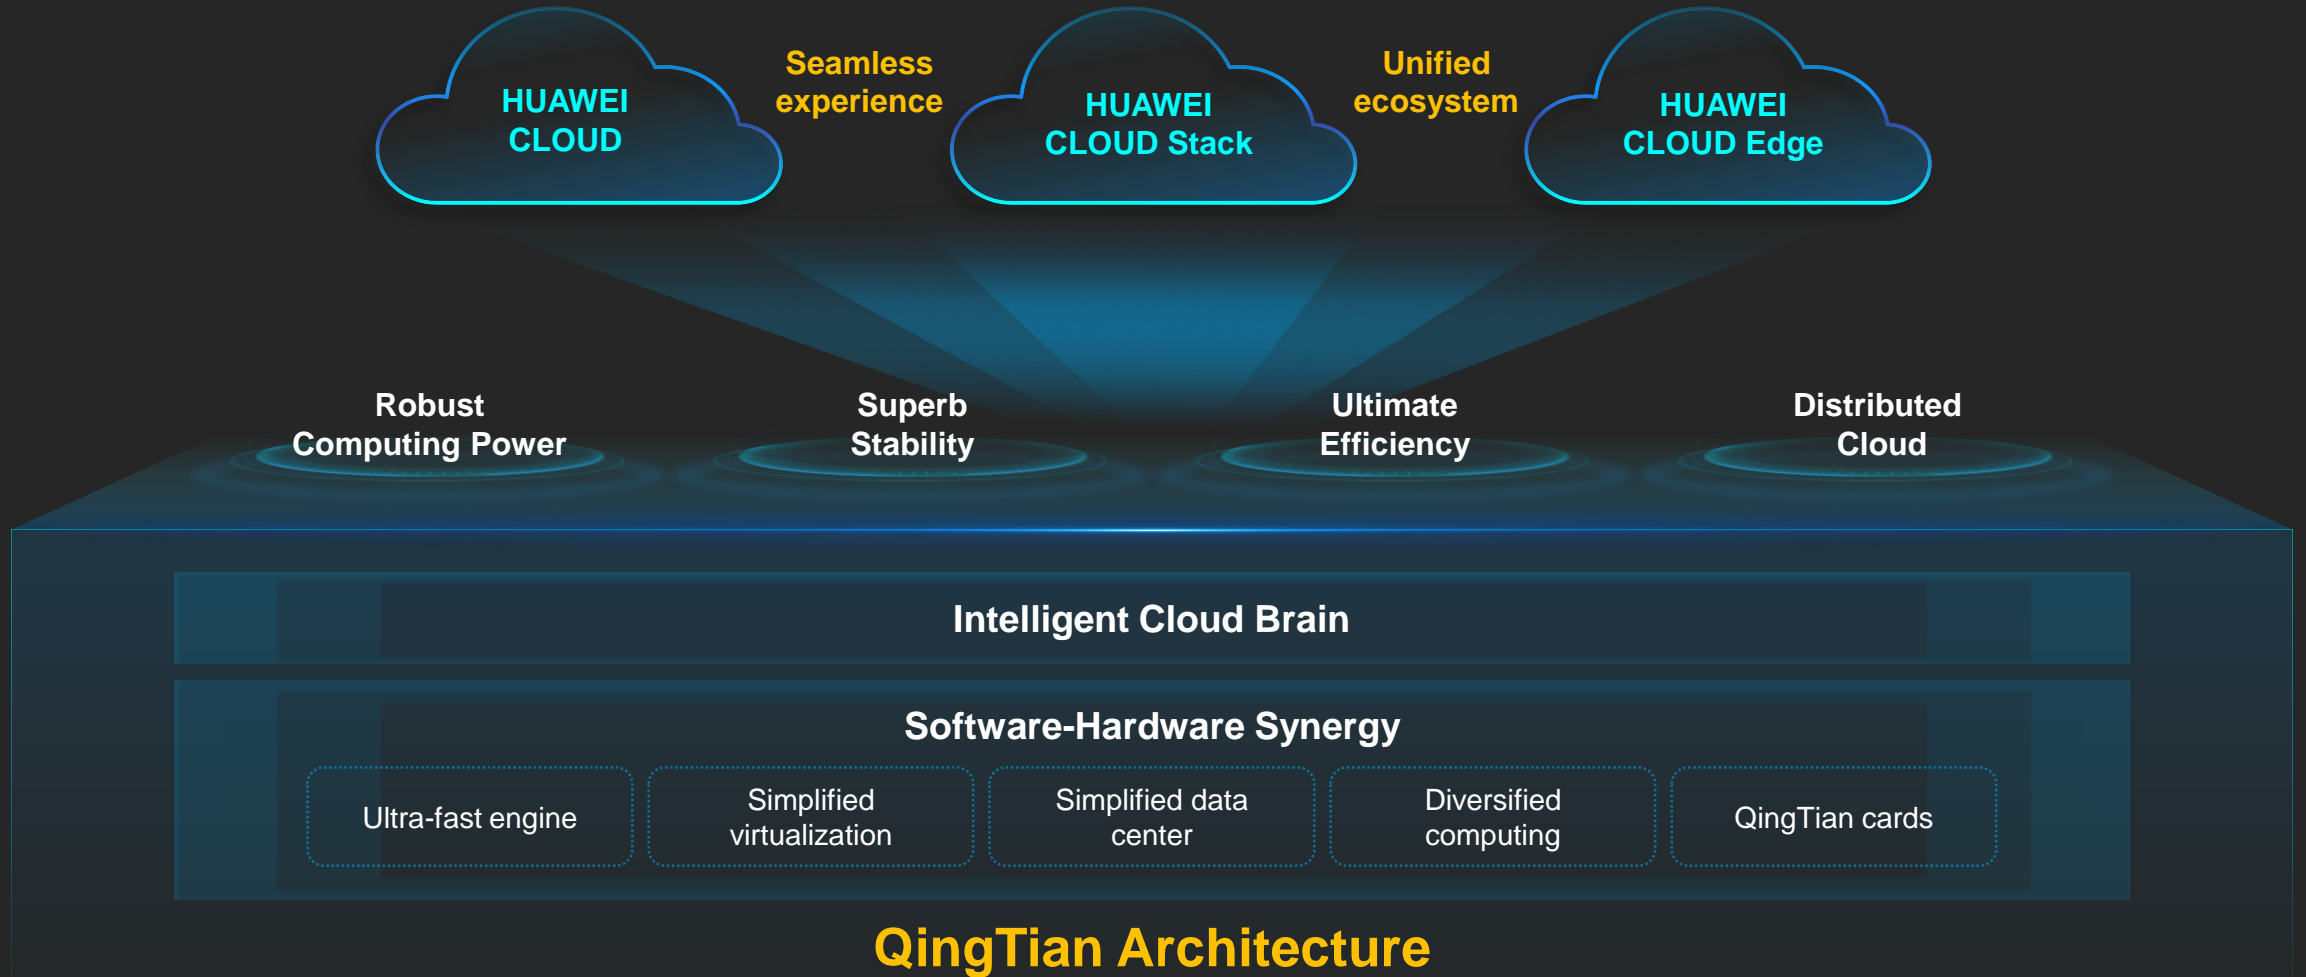 HUAWEI
CLOUD
Seamless
experience
HUAWEI
CLOUD Stack
Unified
ecosystem
HUAWEI
CLOUD Edge
Robust
Computing Power
Superb
Stability
Ultimate
Efficiency
Distributed
Cloud
Intelligent Cloud Brain
Software-Hardware Synergy
Ultra-fast engine
Simplified
virtualization
Simplified data
center
Diversified
computing
QingTian cards
QingTian Architecture